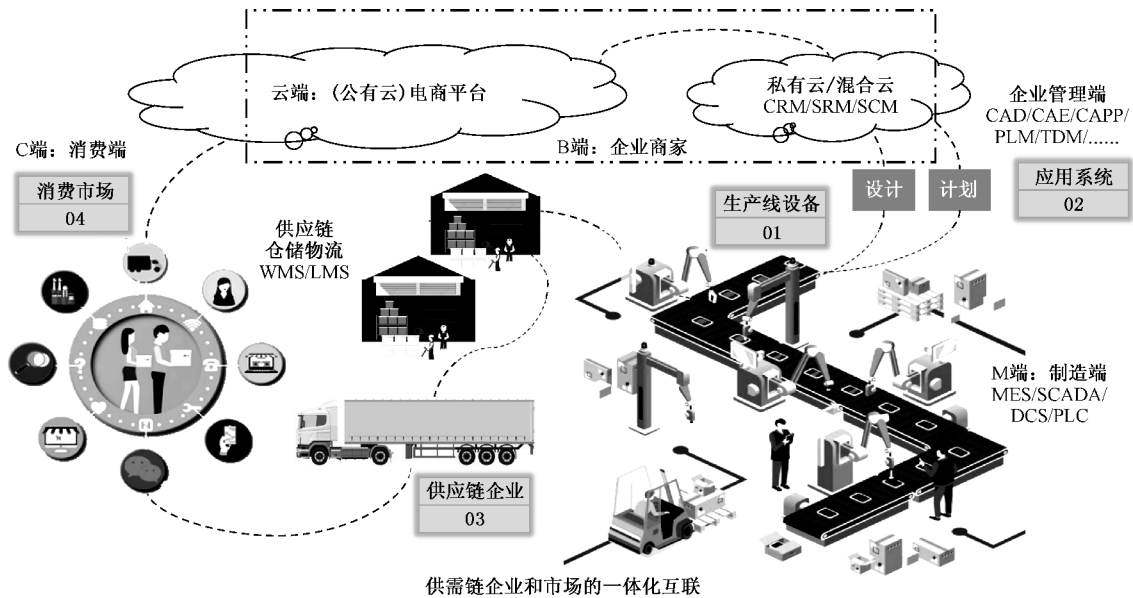 云端：(公有云)电商平台
私有云/混合云
CRM/SRM/SCM
企业管理端
CAD/CAE/CAPP/
PLM/TDM/......
B端：企业商家
C端：消费端
消费市场
04
设计
计划
应用系统
02
生产线设备
01
供应链
仓储物流
WMS/LMS
M端：制造端
MES/SCADA/
DCS/PLC
供应链企业
03
供需链企业和市场的一体化互联